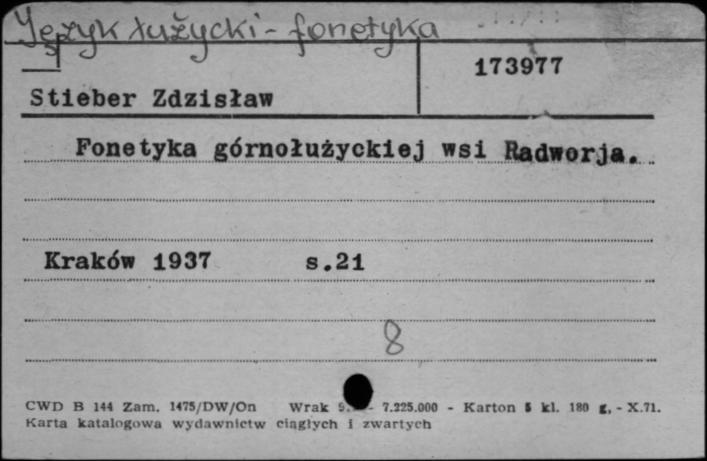 Język łużycki - fonetyka
173977
Stieber Zdzisław
Fonetyka górnołużyckiej wsi Radworja.
Kraków 1937 s.21
8
CWD B 144 Zam. 1475/DW/On Wrak 7.225.000 - Karton 5 kl. 180 g, - X.71.
Karta katalogowa wydawnictw ciągłych i zwartych